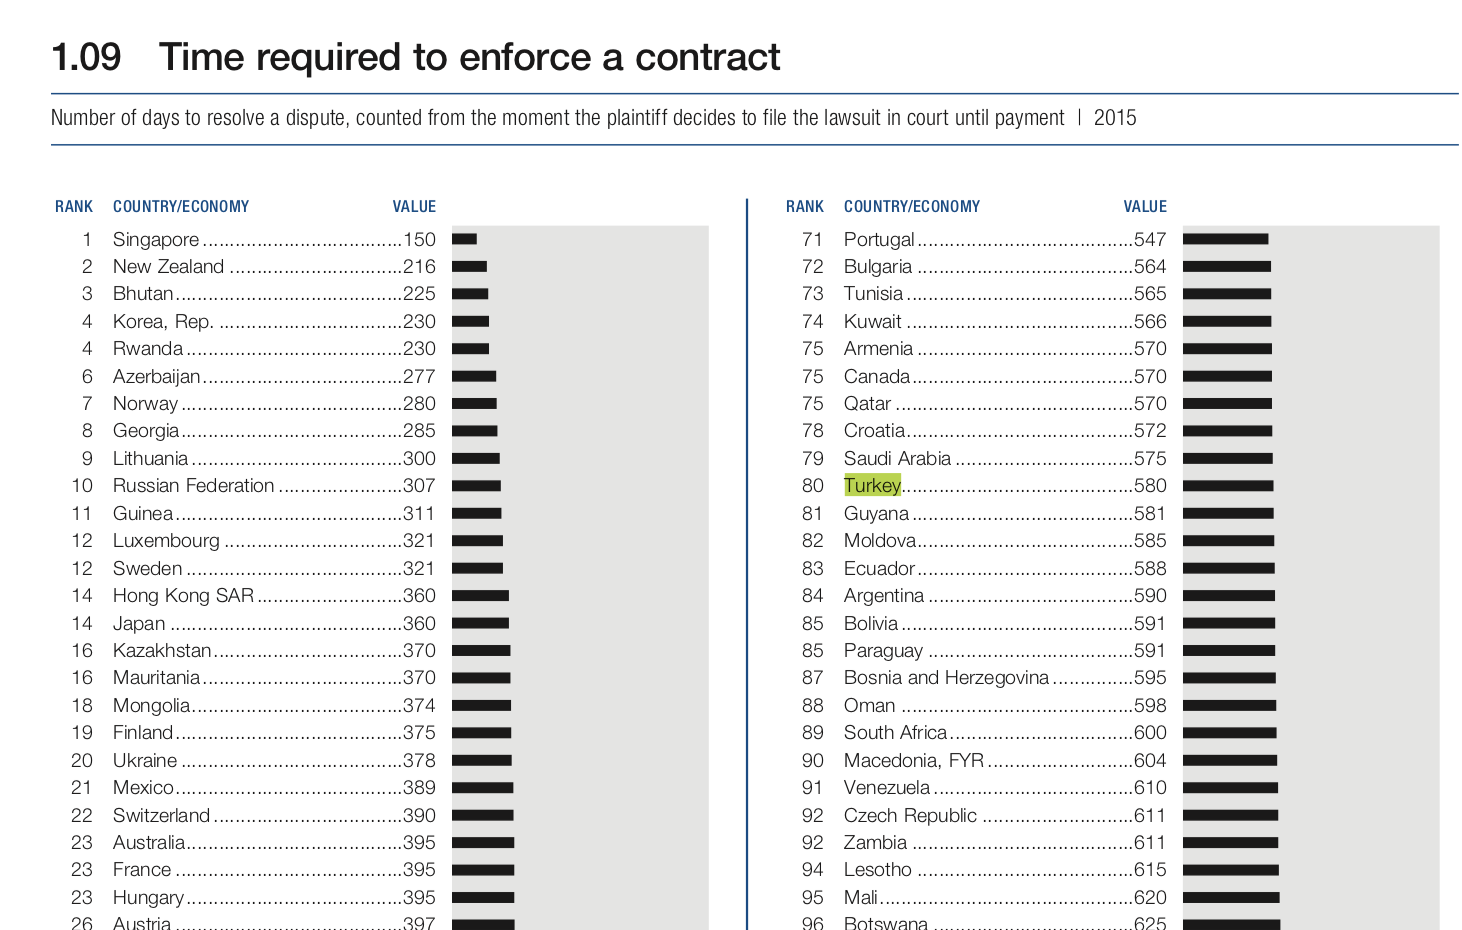 1.09 Time required to enforce a contract
Number of days to resolve a dispute, counted from the moment the plaintiff decides to file the lawsuit in court until payment | 2015
RANK COUNTRY/ECONOMY VALUE
1 Singapore 150
2 New Zealand 216
3 Bhutan 225
4 Korea, Rep. 230
4 Rwanda 230
6 Azerbaijan 277
7 Norway 280
8 Georgia 285
9 Lithuania 300
10 Russian Federation 307
11 Guinea 311
12 Luxembourg 321
12 Sweden 321
14 Hong Kong SAR 360
14 Japan 360
16 Kazakhstan 370
16 Mauritania 370
18 Mongolia 374
19 Finland 375
20 Ukraine 378
21 Mexico 389
22 Switzerland 390
23 Australia 395
23 France 395
23 Hungary 395
26 Austria 397
RANK COUNTRY/ECONOMY VALUE
71 Portugal 547
72 Bulgaria 564
73 Tunisia 565
74 Kuwait 566
75 Armenia 570
75 Canada 570
75 Qatar 570
78 Croatia 572
79 Saudi Arabia 575
80 Turkey 580
81 Guyana 581
82 Moldova 585
83 Ecuador 588
84 Argentina 590
85 Bolivia 591
85 Paraguay 591
87 Bosnia and Herzegovina 595
88 Oman 598
89 South Africa 600
90 Macedonia, FYR 604
91 Venezuela 610
92 Czech Republic 611
92 Zambia 611
94 Lesotho 615
95 Mali 620
96 Botswana 625